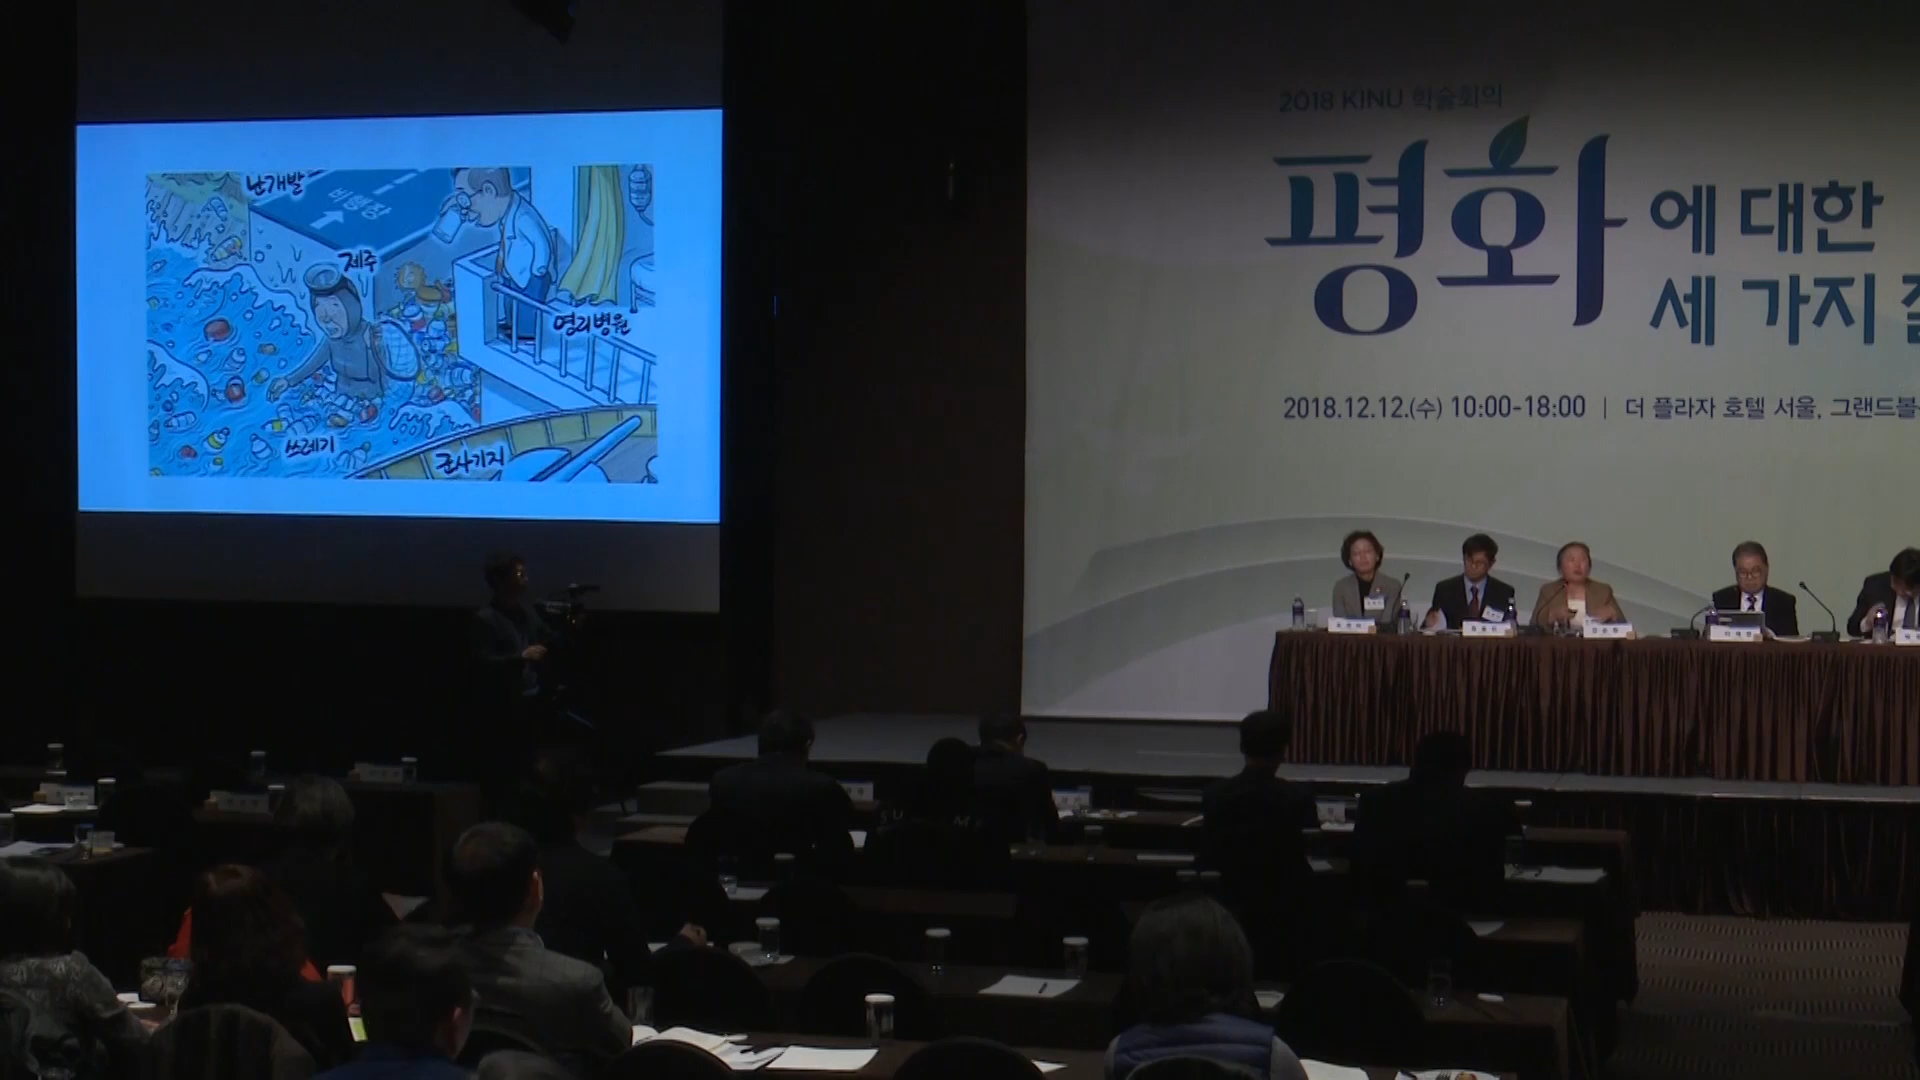 난개발
비행장
제주
영리병원
쓰레기
군사기지
2018 KINU 학술회의
평화에 대한
세 가지
2018.12.12.(수) 10:00-18:00 | 더 플라자 호텔 서울, 그랜드볼